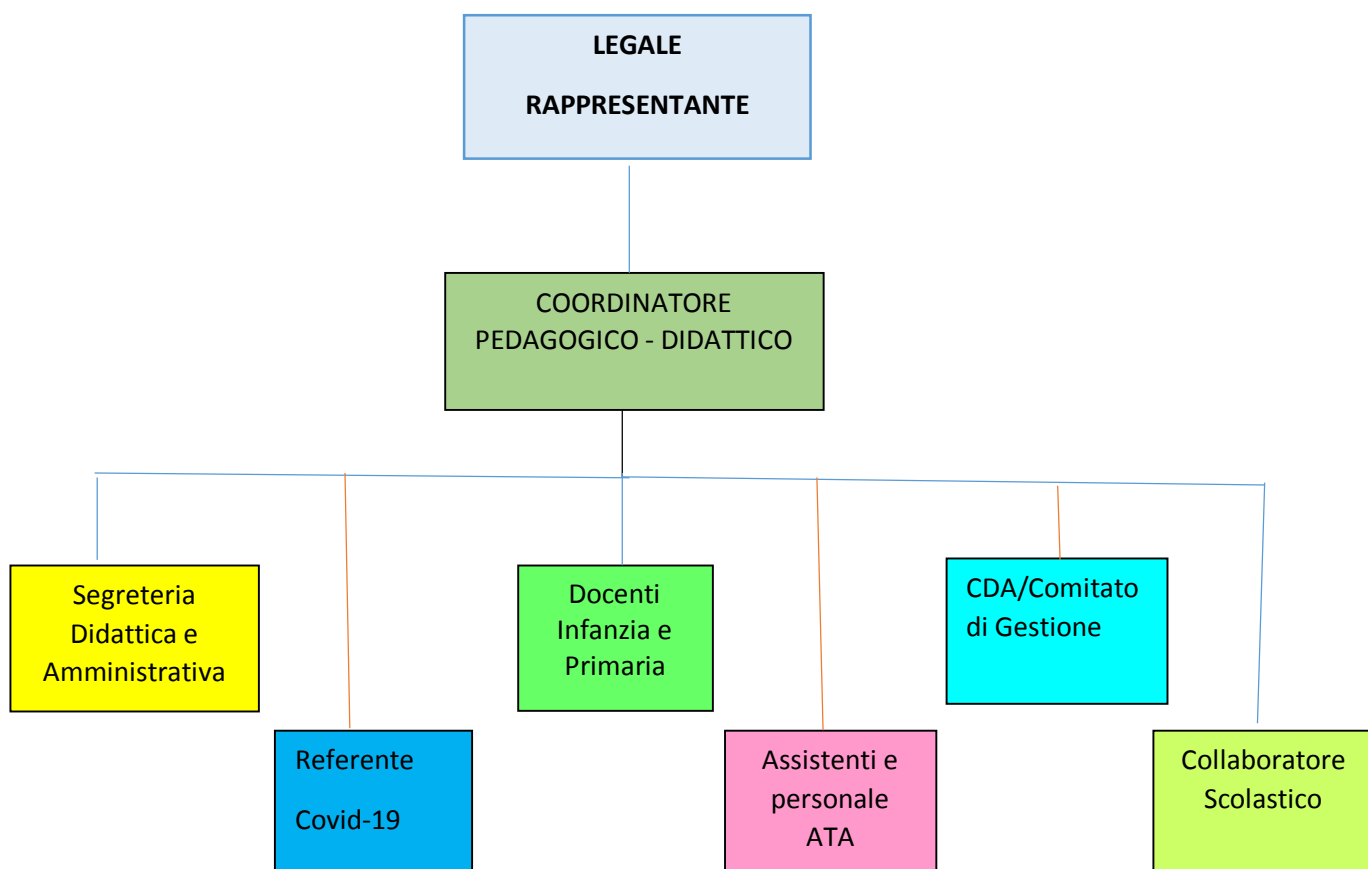 LEGALE
RAPPRESENTANTE
COORDINATORE
PEDAGOGICO - DIDATTICO
Segreteria
Didattica e
Amministrativa
Docenti
Infanzia e
Primaria
CDA/Comitato
di Gestione
Referente
Covid-19
Assistenti e
personale
ATA
Collaboratore
Scolastico